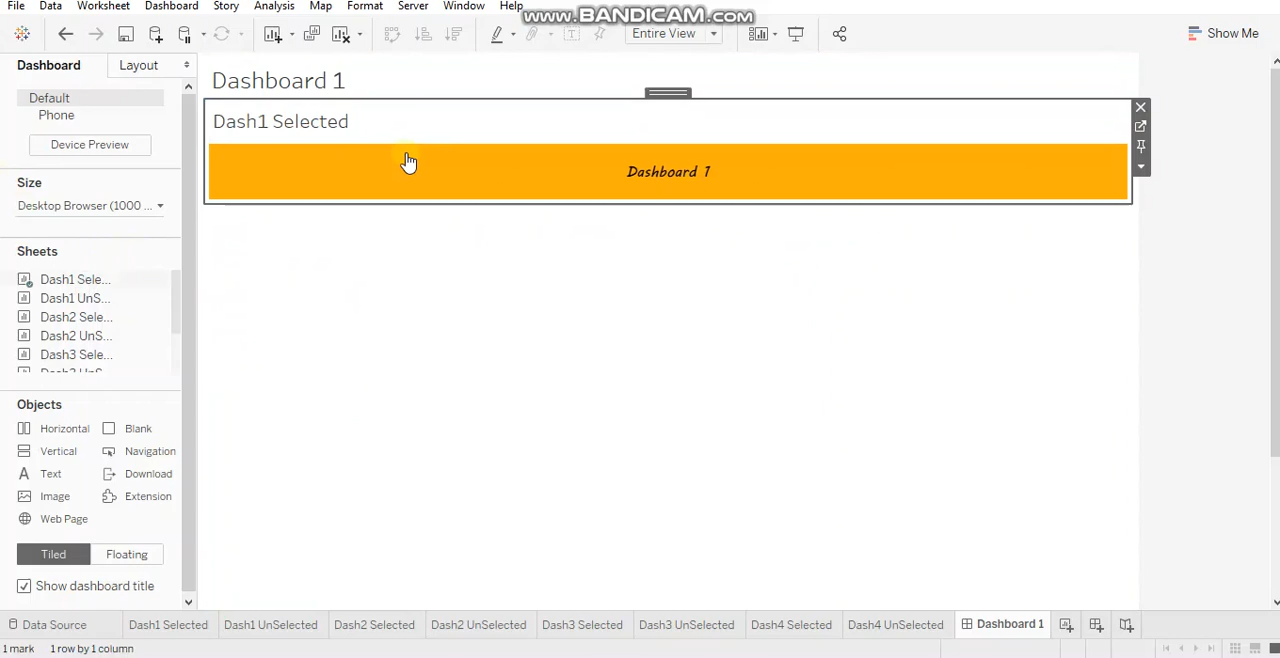 File Data Worksheet Dashboard Story Analysis Map Format Server Window Help
www.BANDICAM.com
Entire View
Show Me
Dashboard Layout
Default
Phone
Device Preview
Size
Desktop Browser (1000 ...
Sheets
Dash1 Sele...
Dash1 UnS...
Dash2 Sele...
Dash2 UnS...
Dash3 Sele...
Objects
Horizontal Blank
Vertical Navigation
Text Download
Image Extension
Web Page
Tiled Floating
Show dashboard title
Dashboard 1
Dash1 Selected
Dashboard 1
Data Source Dash1 Selected Dash1 UnSelected Dash2 Selected Dash2 UnSelected Dash3 Selected Dash3 UnSelected Dash4 Selected Dash4 UnSelected Dashboard 1
1 mark 1 row by 1 column